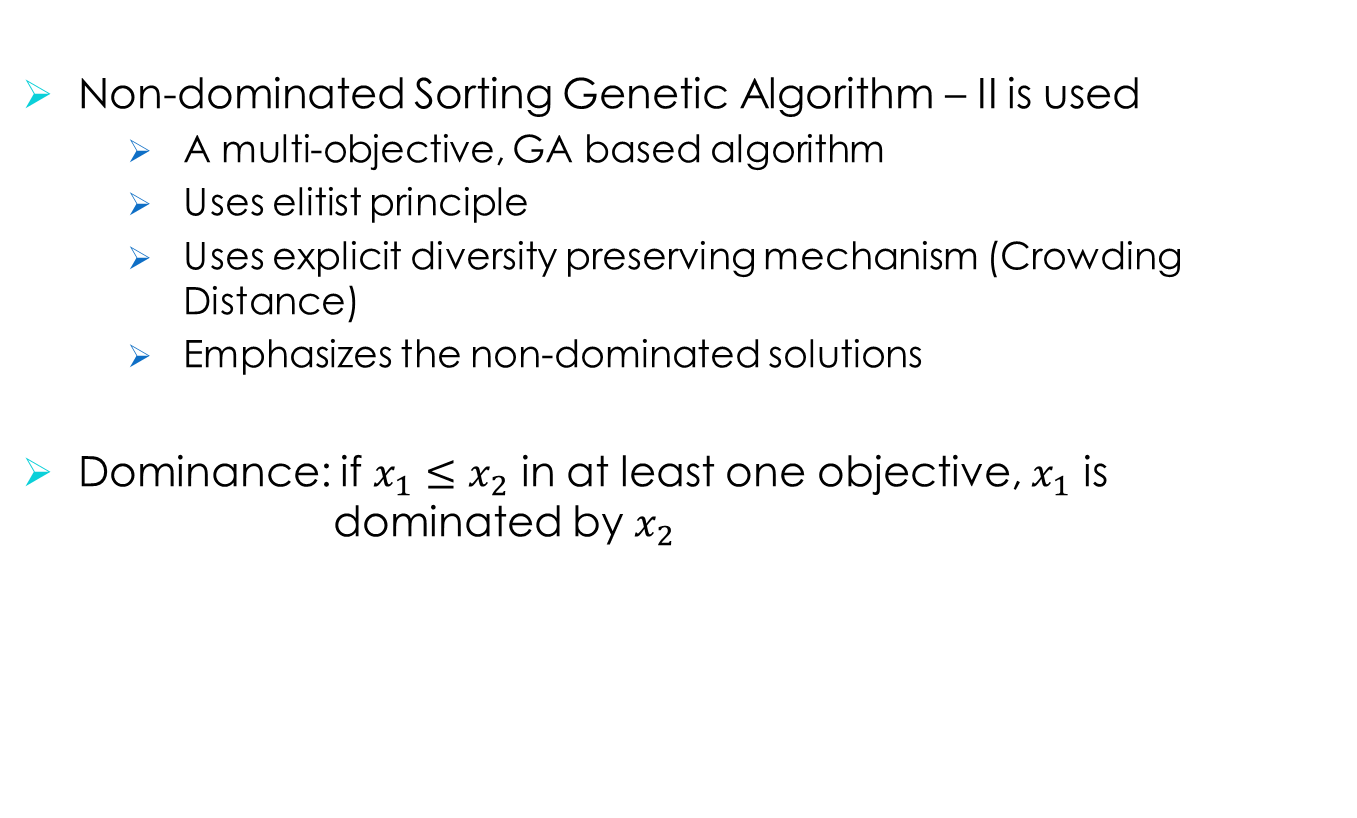 Non-dominated Sorting Genetic Algorithm – II is used
A multi-objective, GA based algorithm
Uses elitist principle
Uses explicit diversity preserving mechanism (Crowding
Distance)
Emphasizes the non-dominated solutions
Dominance: if x₁ ≤ x₂ in at least one objective, x₁ is
dominated by x₂